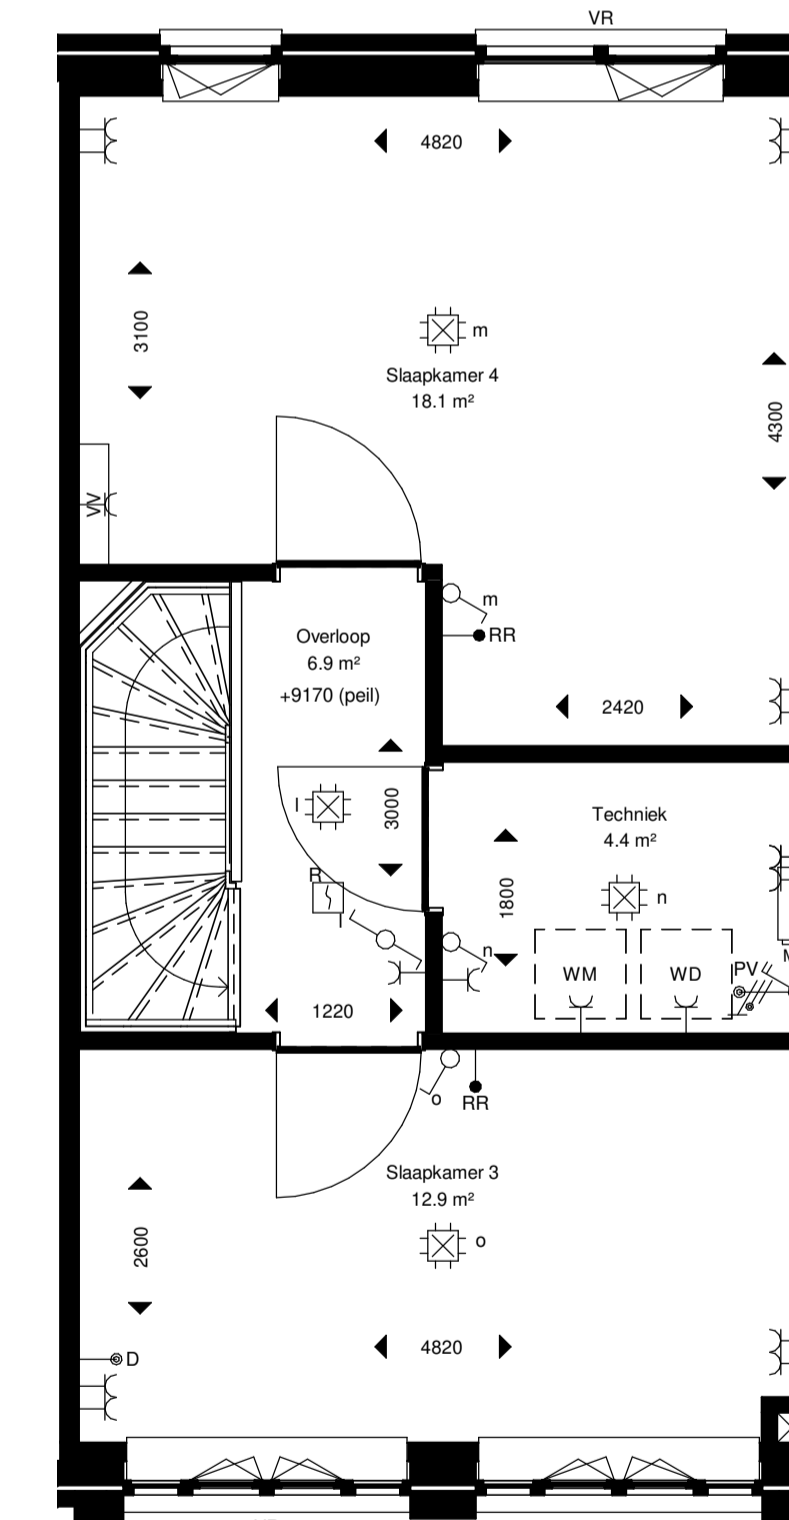 VR
4820
3100
m
Slaapkamer 4
18.1 m²
4300
VV
m
RR
Overloop
6.9 m²
+9170 (peil)
2420
l
3000
Techniek
4.4 m²
R
1800
n
l
n
WM
WD
PV
1220
o
RR
Slaapkamer 3
12.9 m²
2600
o
4820
D